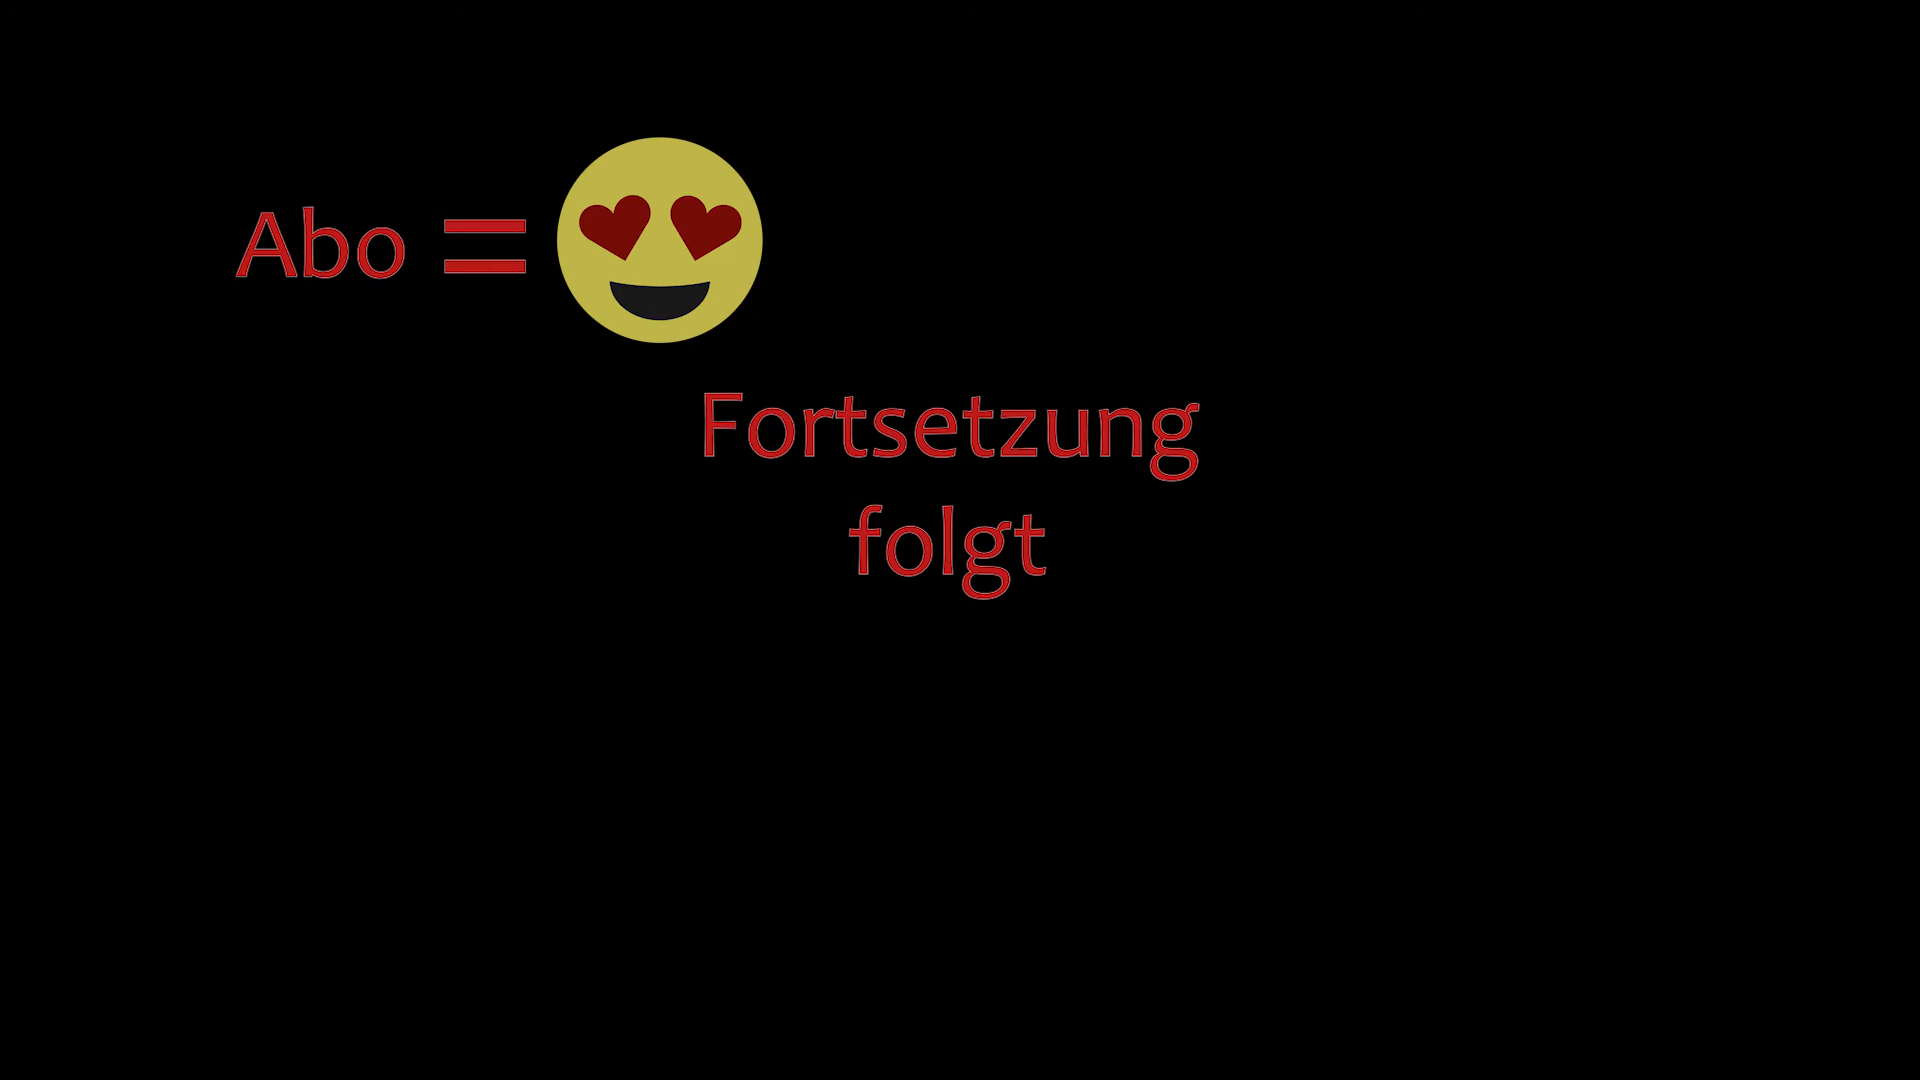 Abo = 😍
Fortsetzung
folgt